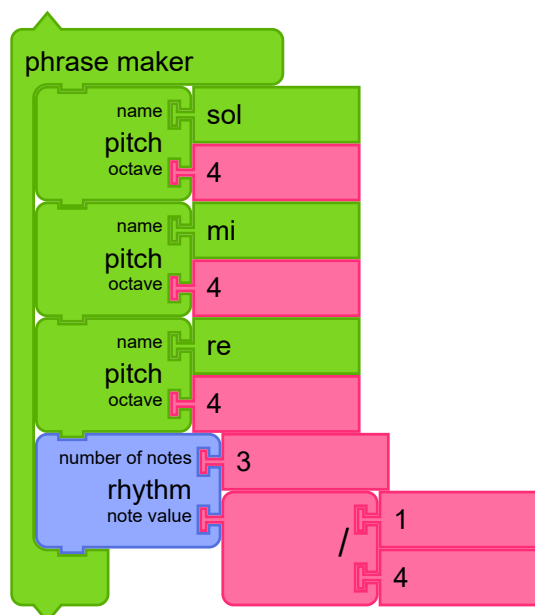 phrase maker
name sol
pitch
octave 4
name mi
pitch
octave 4
name re
pitch
octave 4
number of notes 3
rhythm
note value / 1
4